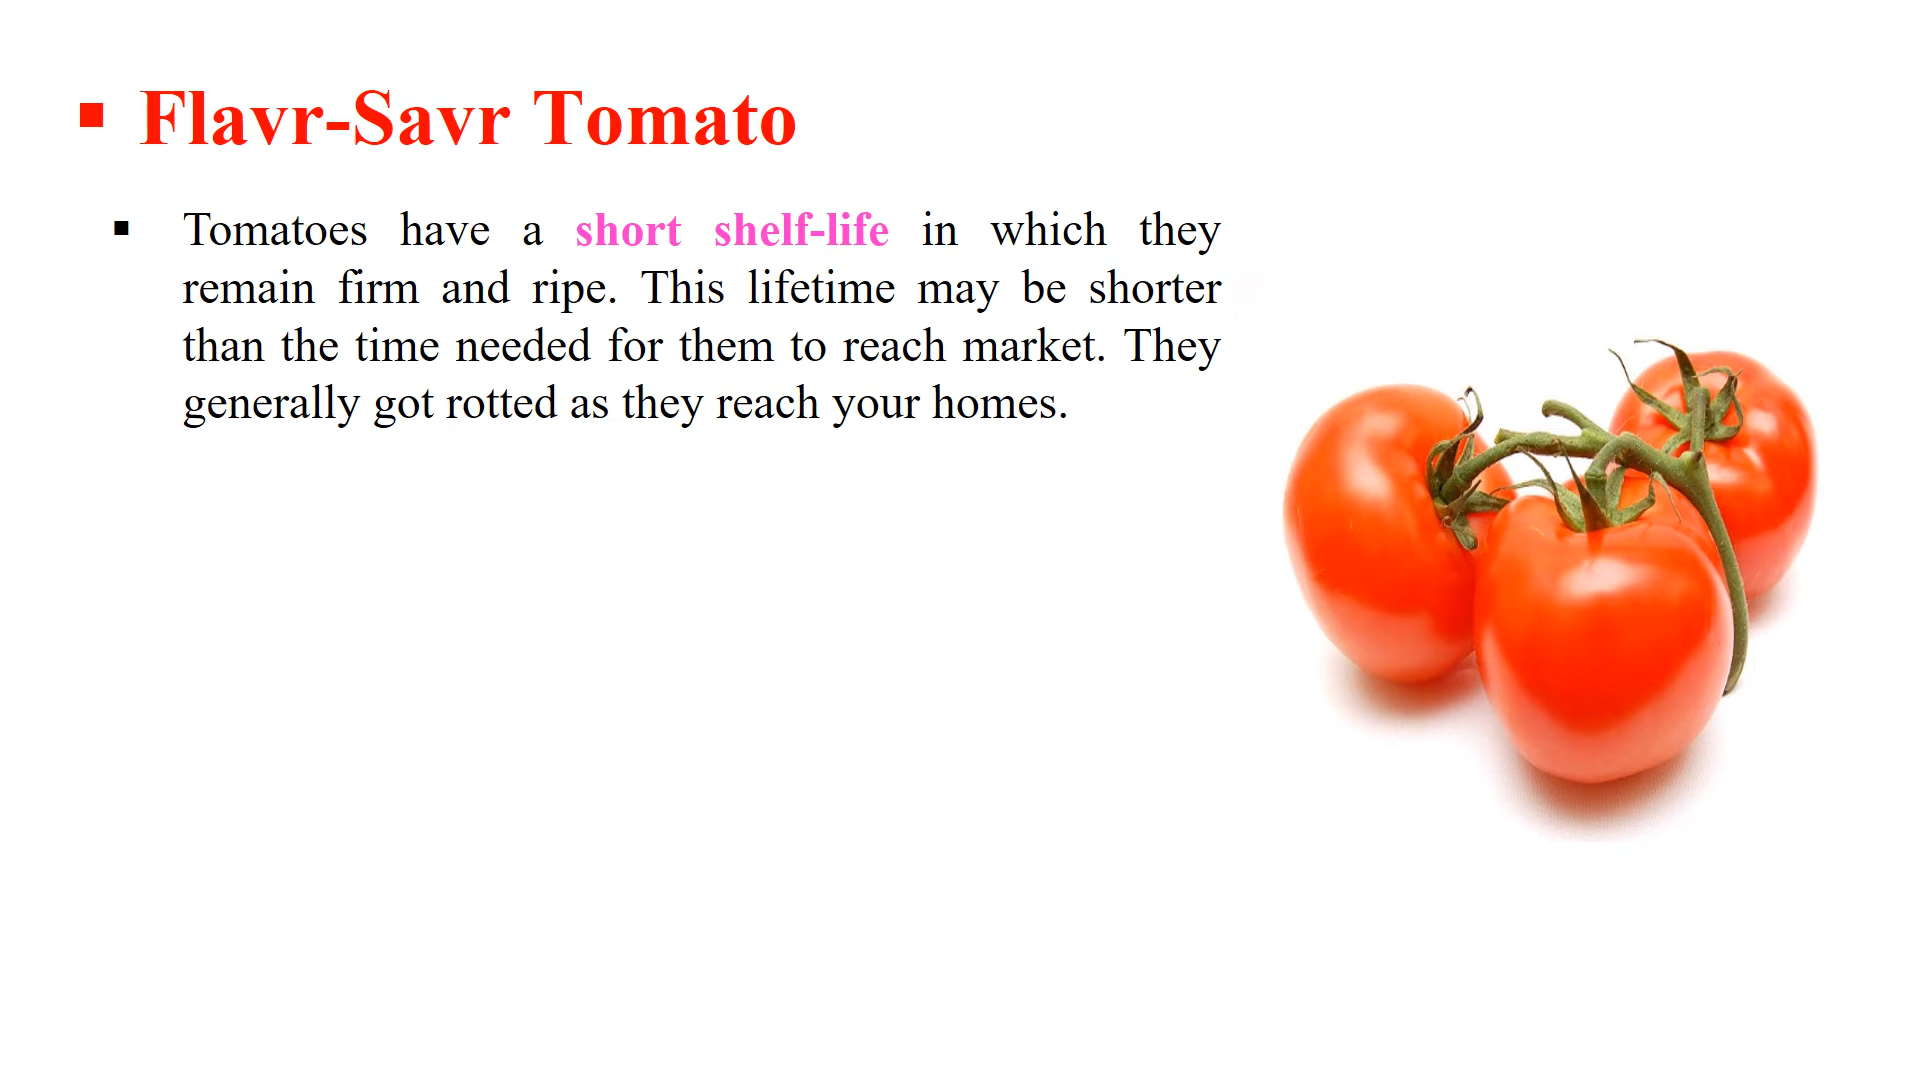 ▪ Flavr-Savr Tomato
▪ Tomatoes have a short shelf-life in which they
remain firm and ripe. This lifetime may be shorter
than the time needed for them to reach market. They
generally got rotted as they reach your homes.